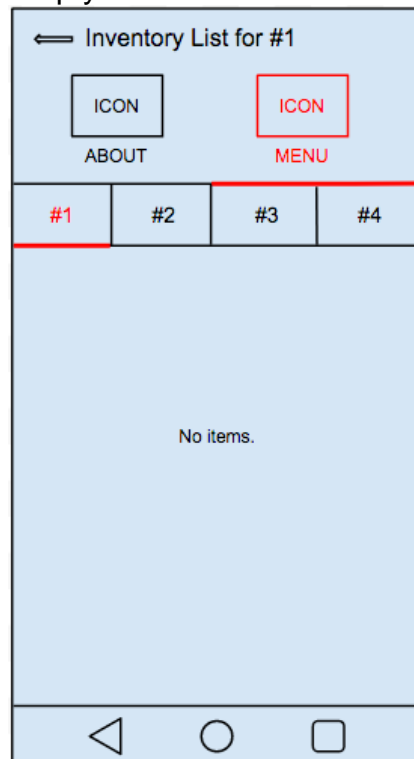 Inventory List for #1
ICON ICON
ABOUT MENU
#1 #2 #3 #4
No items.